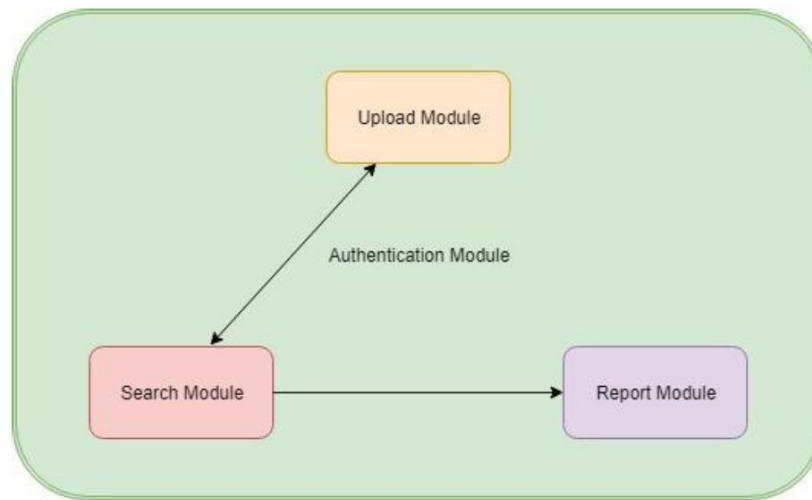 Upload Module
Authentication Module
Search Module
Report Module